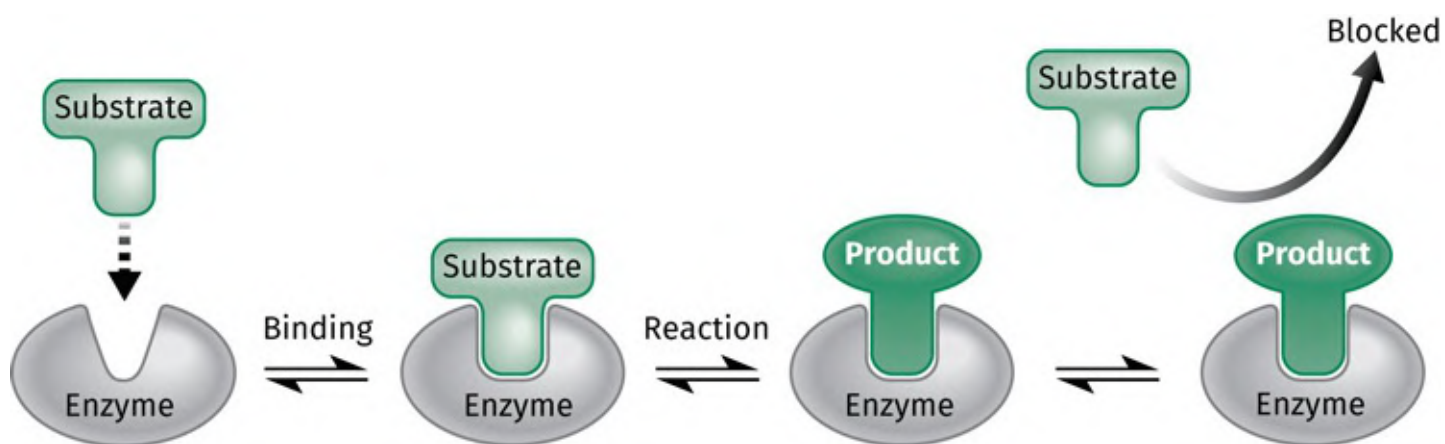 Blocked
Substrate
Substrate
Substrate
Product
Product
Binding
Reaction
Enzyme
Enzyme
Enzyme
Enzyme